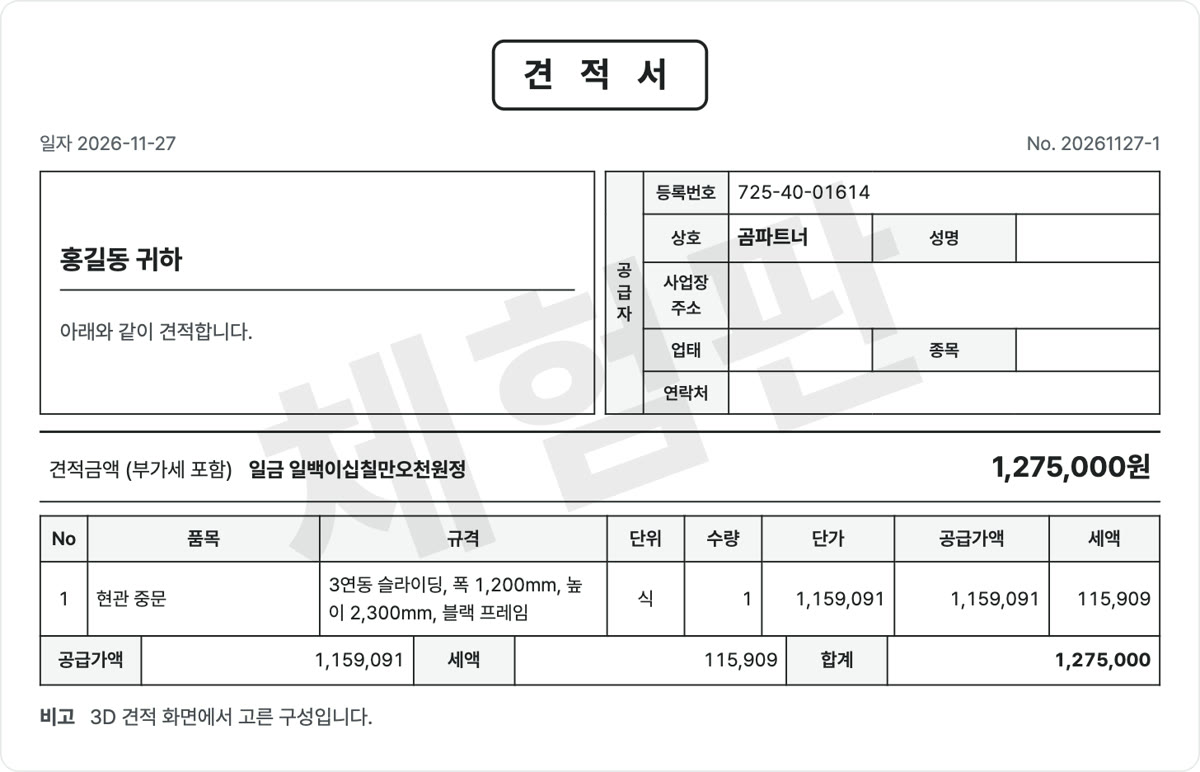 견 적 서
일자 2026-11-27
No. 20261127-1
홍길동 귀하
아래와 같이 견적합니다.
공급자
등록번호 725-40-01614
상호 곰파트너 성명
사업장
주소
업태 종목
연락처
체험판
견적금액 (부가세 포함) 일금 일백이십칠만오천원정 1,275,000원
No 품목 규격 단위 수량 단가 공급가액 세액
1 현관 중문 3연동 슬라이딩, 폭 1,200mm, 높
이 2,300mm, 블랙 프레임 식 1 1,159,091 1,159,091 115,909
공급가액 1,159,091 세액 115,909 합계 1,275,000
비고 3D 견적 화면에서 고른 구성입니다.